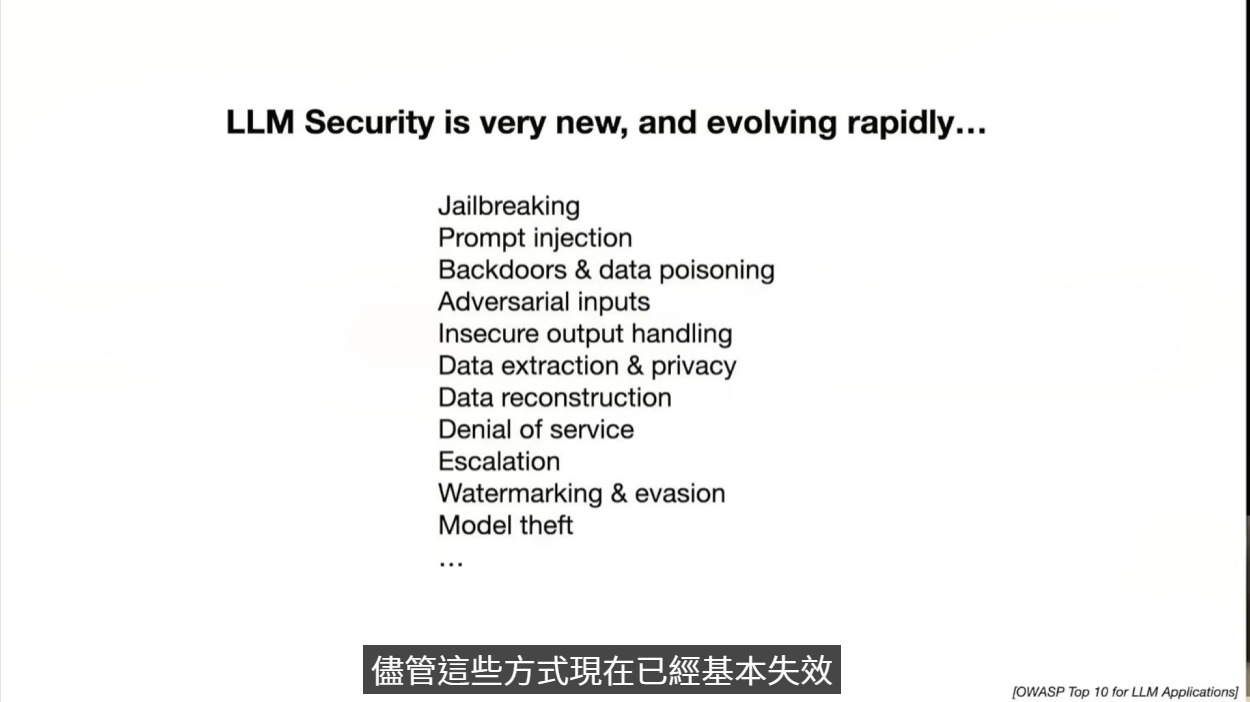 LLM Security is very new, and evolving rapidly…
Jailbreaking
Prompt injection
Backdoors & data poisoning
Adversarial inputs
Insecure output handling
Data extraction & privacy
Data reconstruction
Denial of service
Escalation
Watermarking & evasion
Model theft
…
儘管這些方式現在已經基本失效
[OWASP Top 10 for LLM Applications]